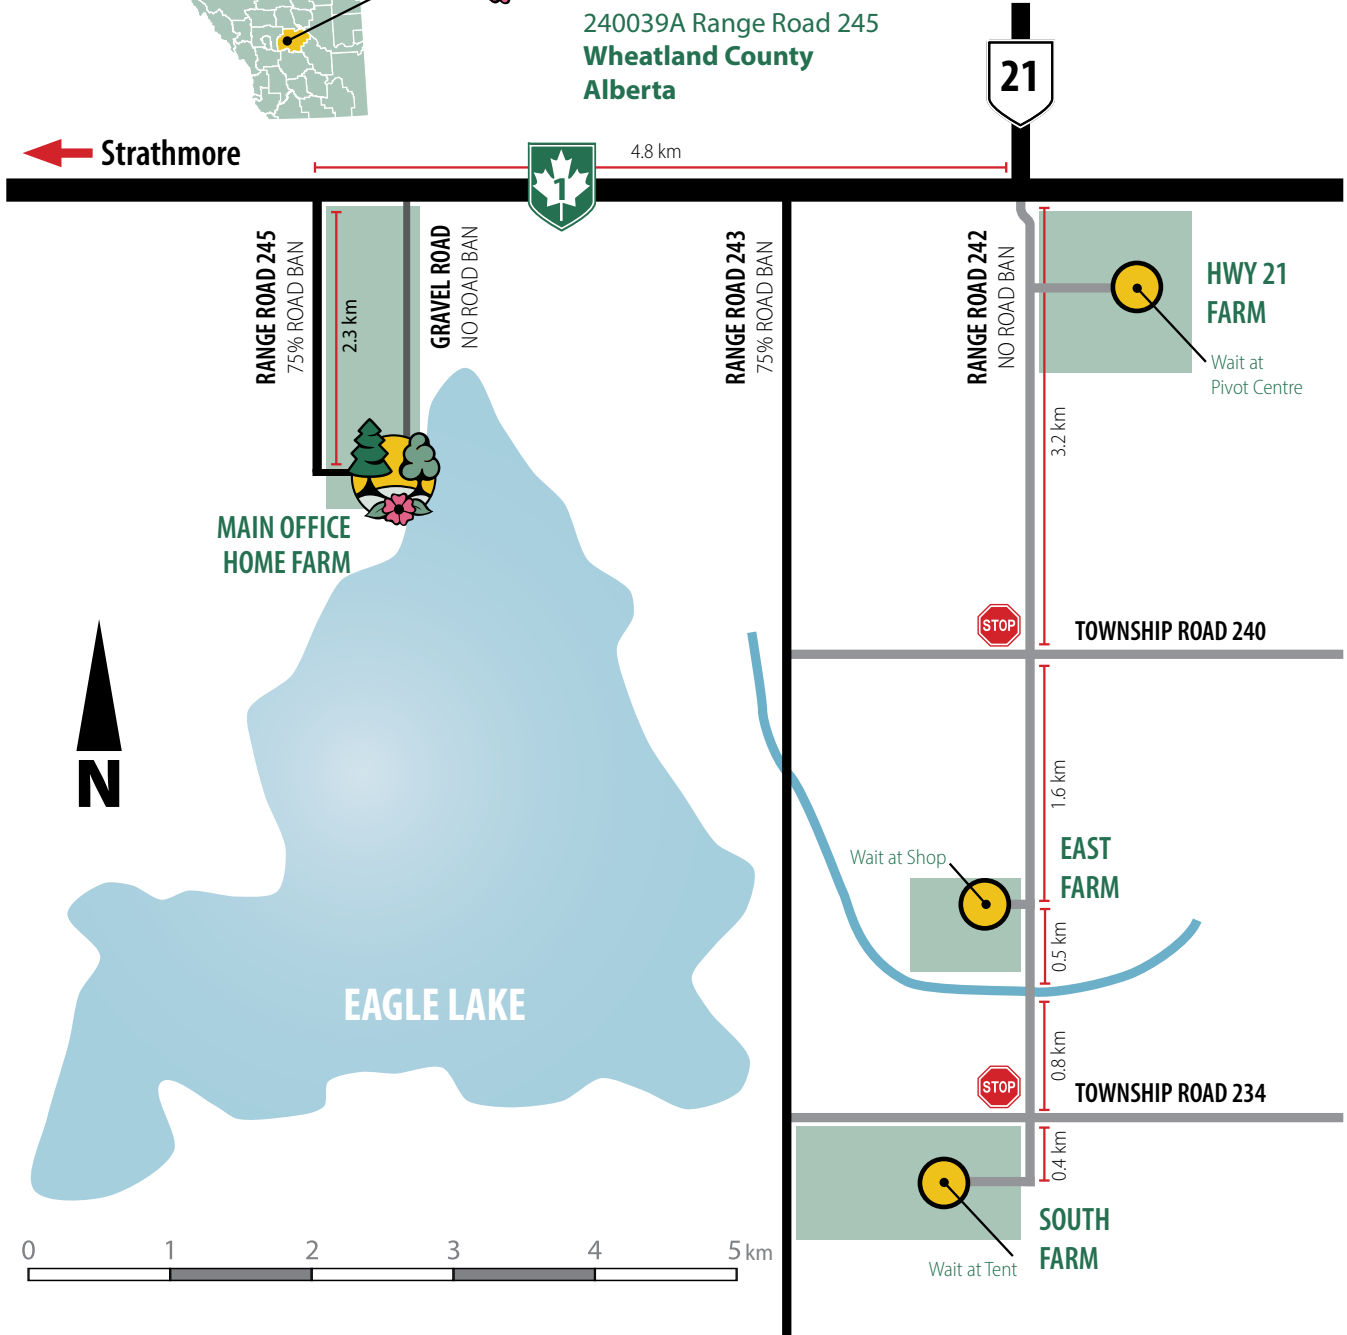 240039A Range Road 245
Wheatland County
Alberta
21
Strathmore
4.8 km
1
RANGE ROAD 245
75% ROAD BAN
2.3 km
GRAVEL ROAD
NO ROAD BAN
RANGE ROAD 243
75% ROAD BAN
RANGE ROAD 242
NO ROAD BAN
HWY 21
FARM
Wait at
Pivot Centre
3.2 km
MAIN OFFICE
HOME FARM
STOP
TOWNSHIP ROAD 240
N
1.6 km
Wait at Shop
EAST
FARM
0.5 km
EAGLE LAKE
0.8 km
STOP
TOWNSHIP ROAD 234
0.4 km
SOUTH
FARM
Wait at Tent
0 1 2 3 4 5 km